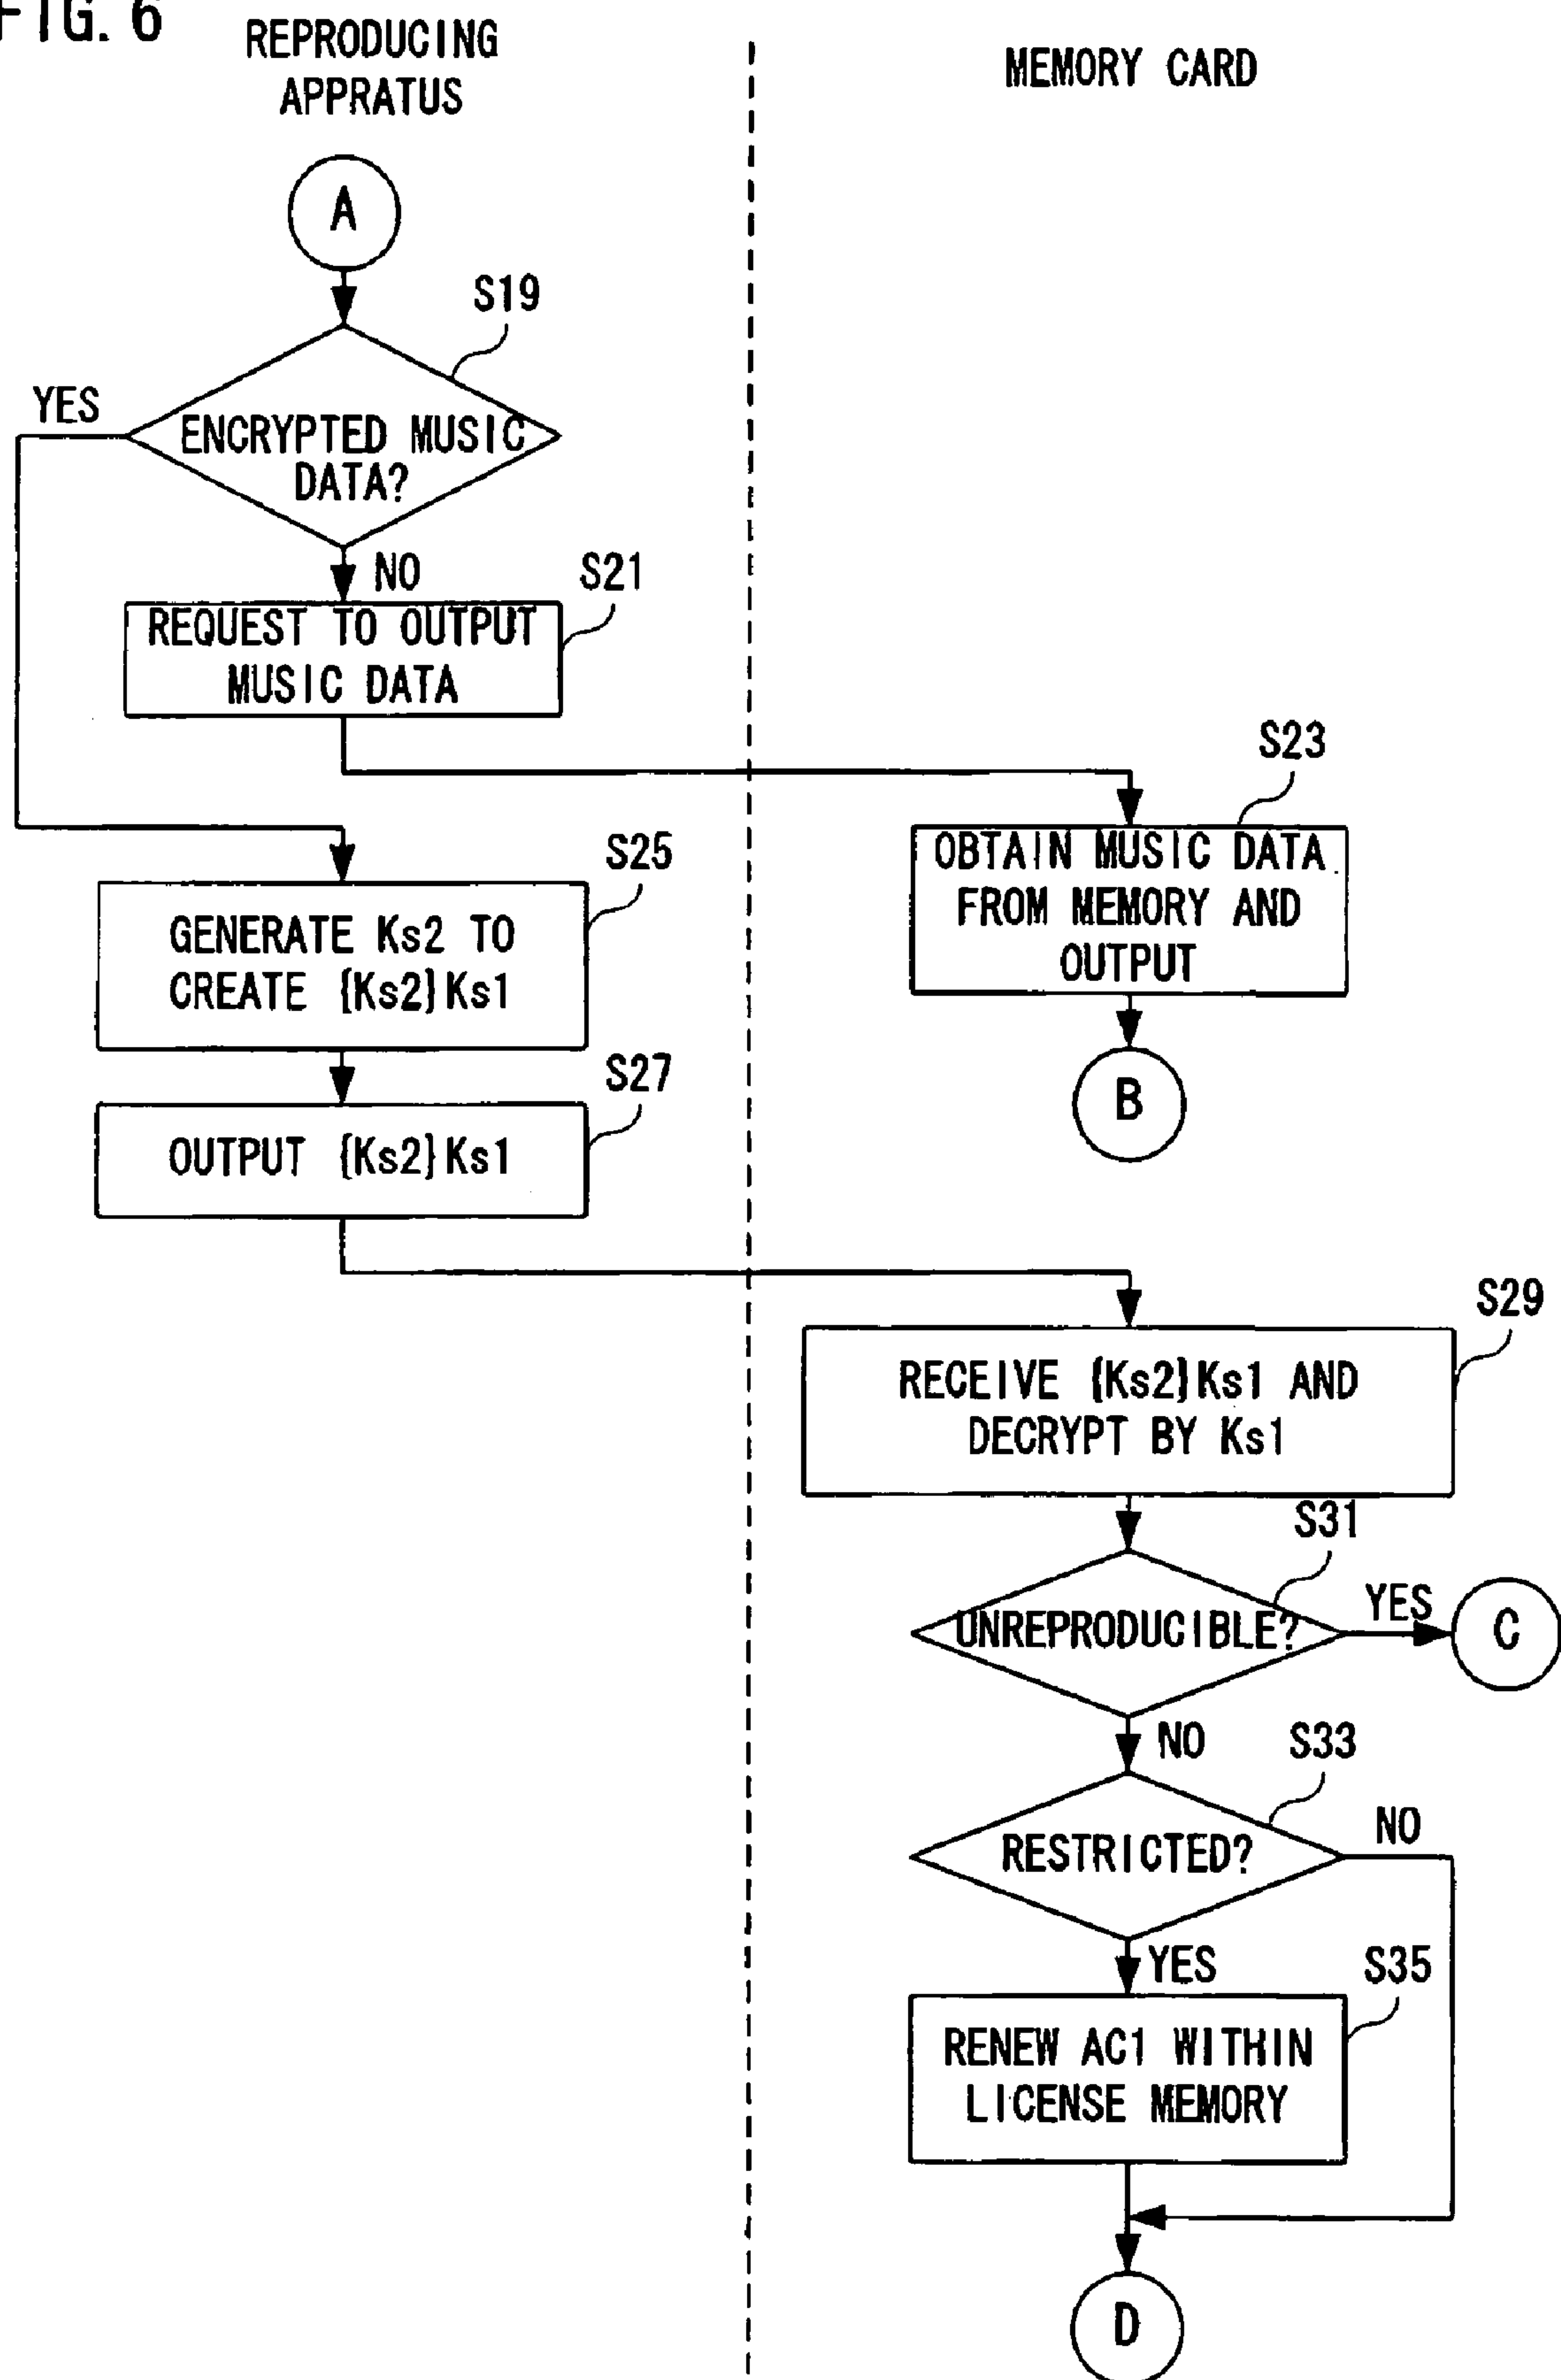 FIG. 6
REPRODUCING
APPRATUS
MEMORY CARD
A
S19
YES
ENCRYPTED MUSIC
DATA?
NO
S21
REQUEST TO OUTPUT
MUSIC DATA
S23
OBTAIN MUSIC DATA
FROM MEMORY AND
OUTPUT
B
S25
GENERATE Ks2 TO
CREATE {Ks2}Ks1
S27
OUTPUT {Ks2}Ks1
S29
RECEIVE {Ks2}Ks1 AND
DECRYPT BY Ks1
S31
UNREPRODUCIBLE?
YES
C
NO
S33
RESTRICTED?
NO
YES
S35
RENEW AC1 WITHIN
LICENSE MEMORY
D